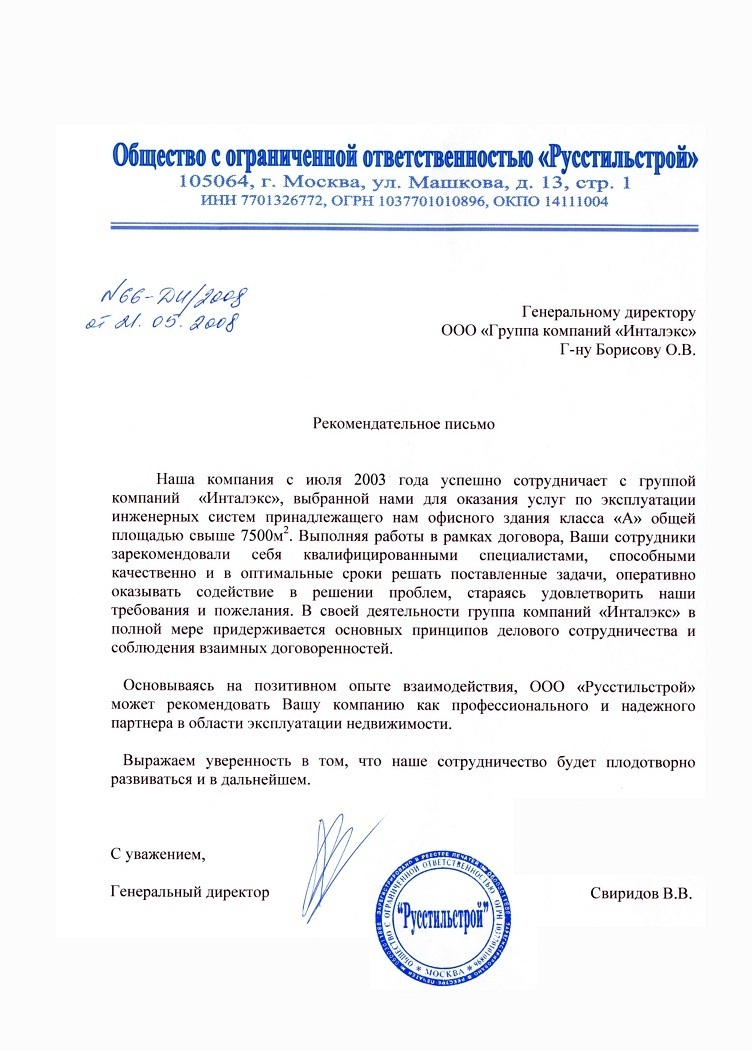 Общество с ограниченной ответственностью «Русстильстрой»
105064, г. Москва, ул. Машкова, д. 13, стр. 1
ИНН 7701326772, ОГРН 1037701010896, ОКПО 14111004
№66-ДИ/2008
от 21.05.2008
Генеральному директору
ООО «Группа компаний «Инталэкс»
Г-ну Борисову О.В.
Рекомендательное письмо
Наша компания с июля 2003 года успешно сотрудничает с группой
компаний «Инталэкс», выбранной нами для оказания услуг по эксплуатации
инженерных систем принадлежащего нам офисного здания класса «А» общей
площадью свыше 7500м². Выполняя работы в рамках договора, Ваши сотрудники
зарекомендовали себя квалифицированными специалистами, способными
качественно и в оптимальные сроки решать поставленные задачи, оперативно
оказывать содействие в решении проблем, стараясь удовлетворить наши
требования и пожелания. В своей деятельности группа компаний «Инталэкс» в
полной мере придерживается основных принципов делового сотрудничества и
соблюдения взаимных договоренностей.
Основываясь на позитивном опыте взаимодействия, ООО «Русстильстрой»
может рекомендовать Вашу компанию как профессионального и надежного
партнера в области эксплуатации недвижимости.
Выражаем уверенность в том, что наше сотрудничество будет плодотворно
развиваться и в дальнейшем.
С уважением,
Генеральный директор
Свиридов В.В.
ОБЩЕСТВО С ОГРАНИЧЕННОЙ ОТВЕТСТВЕННОСТЬЮ ОГРН 1037701010896
"Русстильстрой"
* МОСКВА *